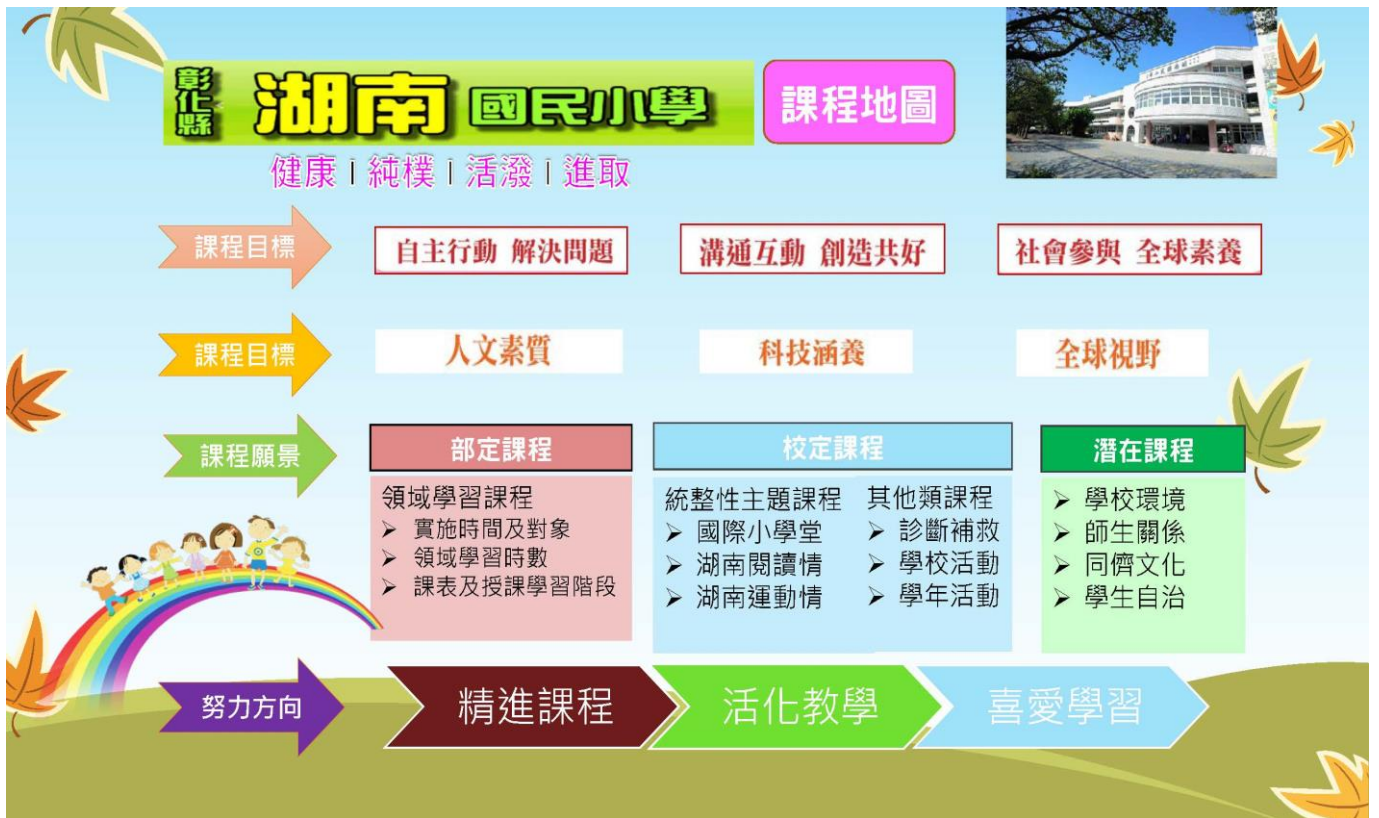 彰化縣 湖南 國民小學 課程地圖
健康 | 純樸 | 活潑 | 進取
課程目標 自主行動 解決問題 溝通互動 創造共好 社會參與 全球素養
課程目標 人文素質 科技涵養 全球視野
課程願景 部定課程 校定課程 潛在課程
領域學習課程
➢ 實施時間及對象
➢ 領域學習時數
➢ 課表及授課學習階段
統整性主題課程
➢ 國際小學堂
➢ 湖南閱讀情
➢ 湖南運動情
其他類課程
➢ 診斷補救
➢ 學校活動
➢ 學年活動
➢ 學校環境
➢ 師生關係
➢ 同儕文化
➢ 學生自治
努力方向 精進課程 活化教學 喜愛學習